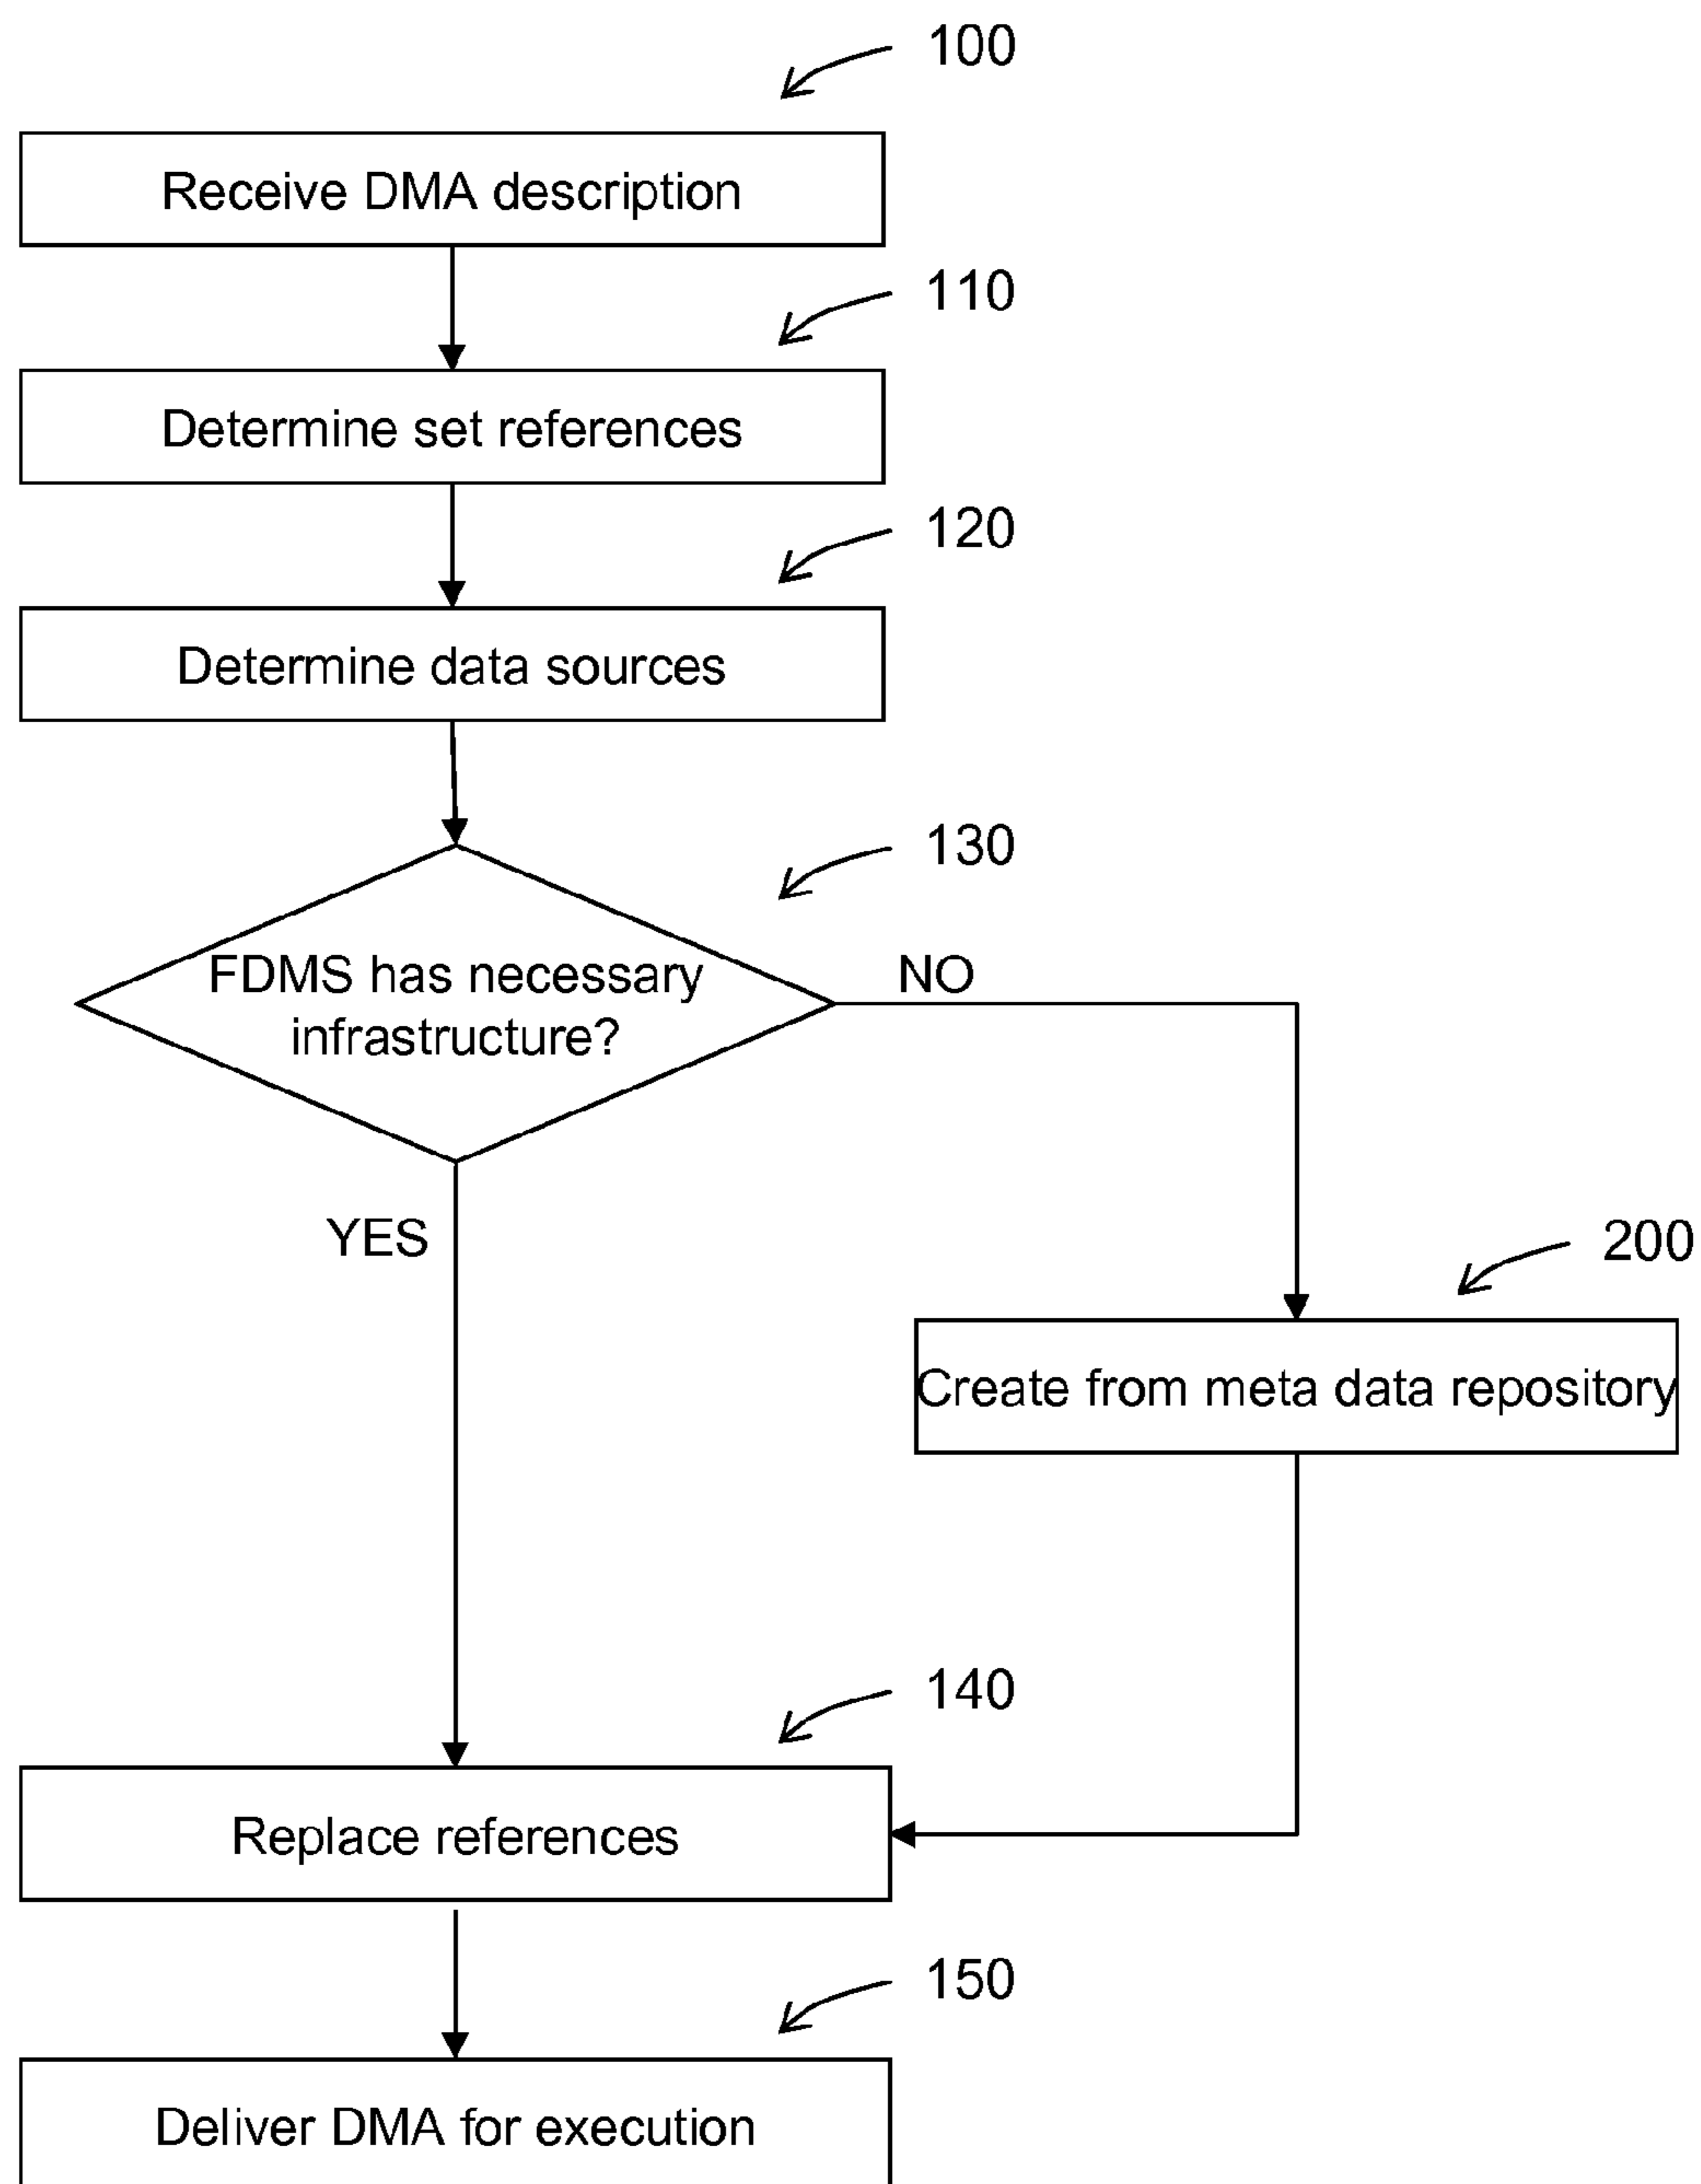 100
Receive DMA description
110
Determine set references
120
Determine data sources
130
FDMS has necessary
infrastructure?
NO
YES
200
Create from meta data repository
140
Replace references
150
Deliver DMA for execution